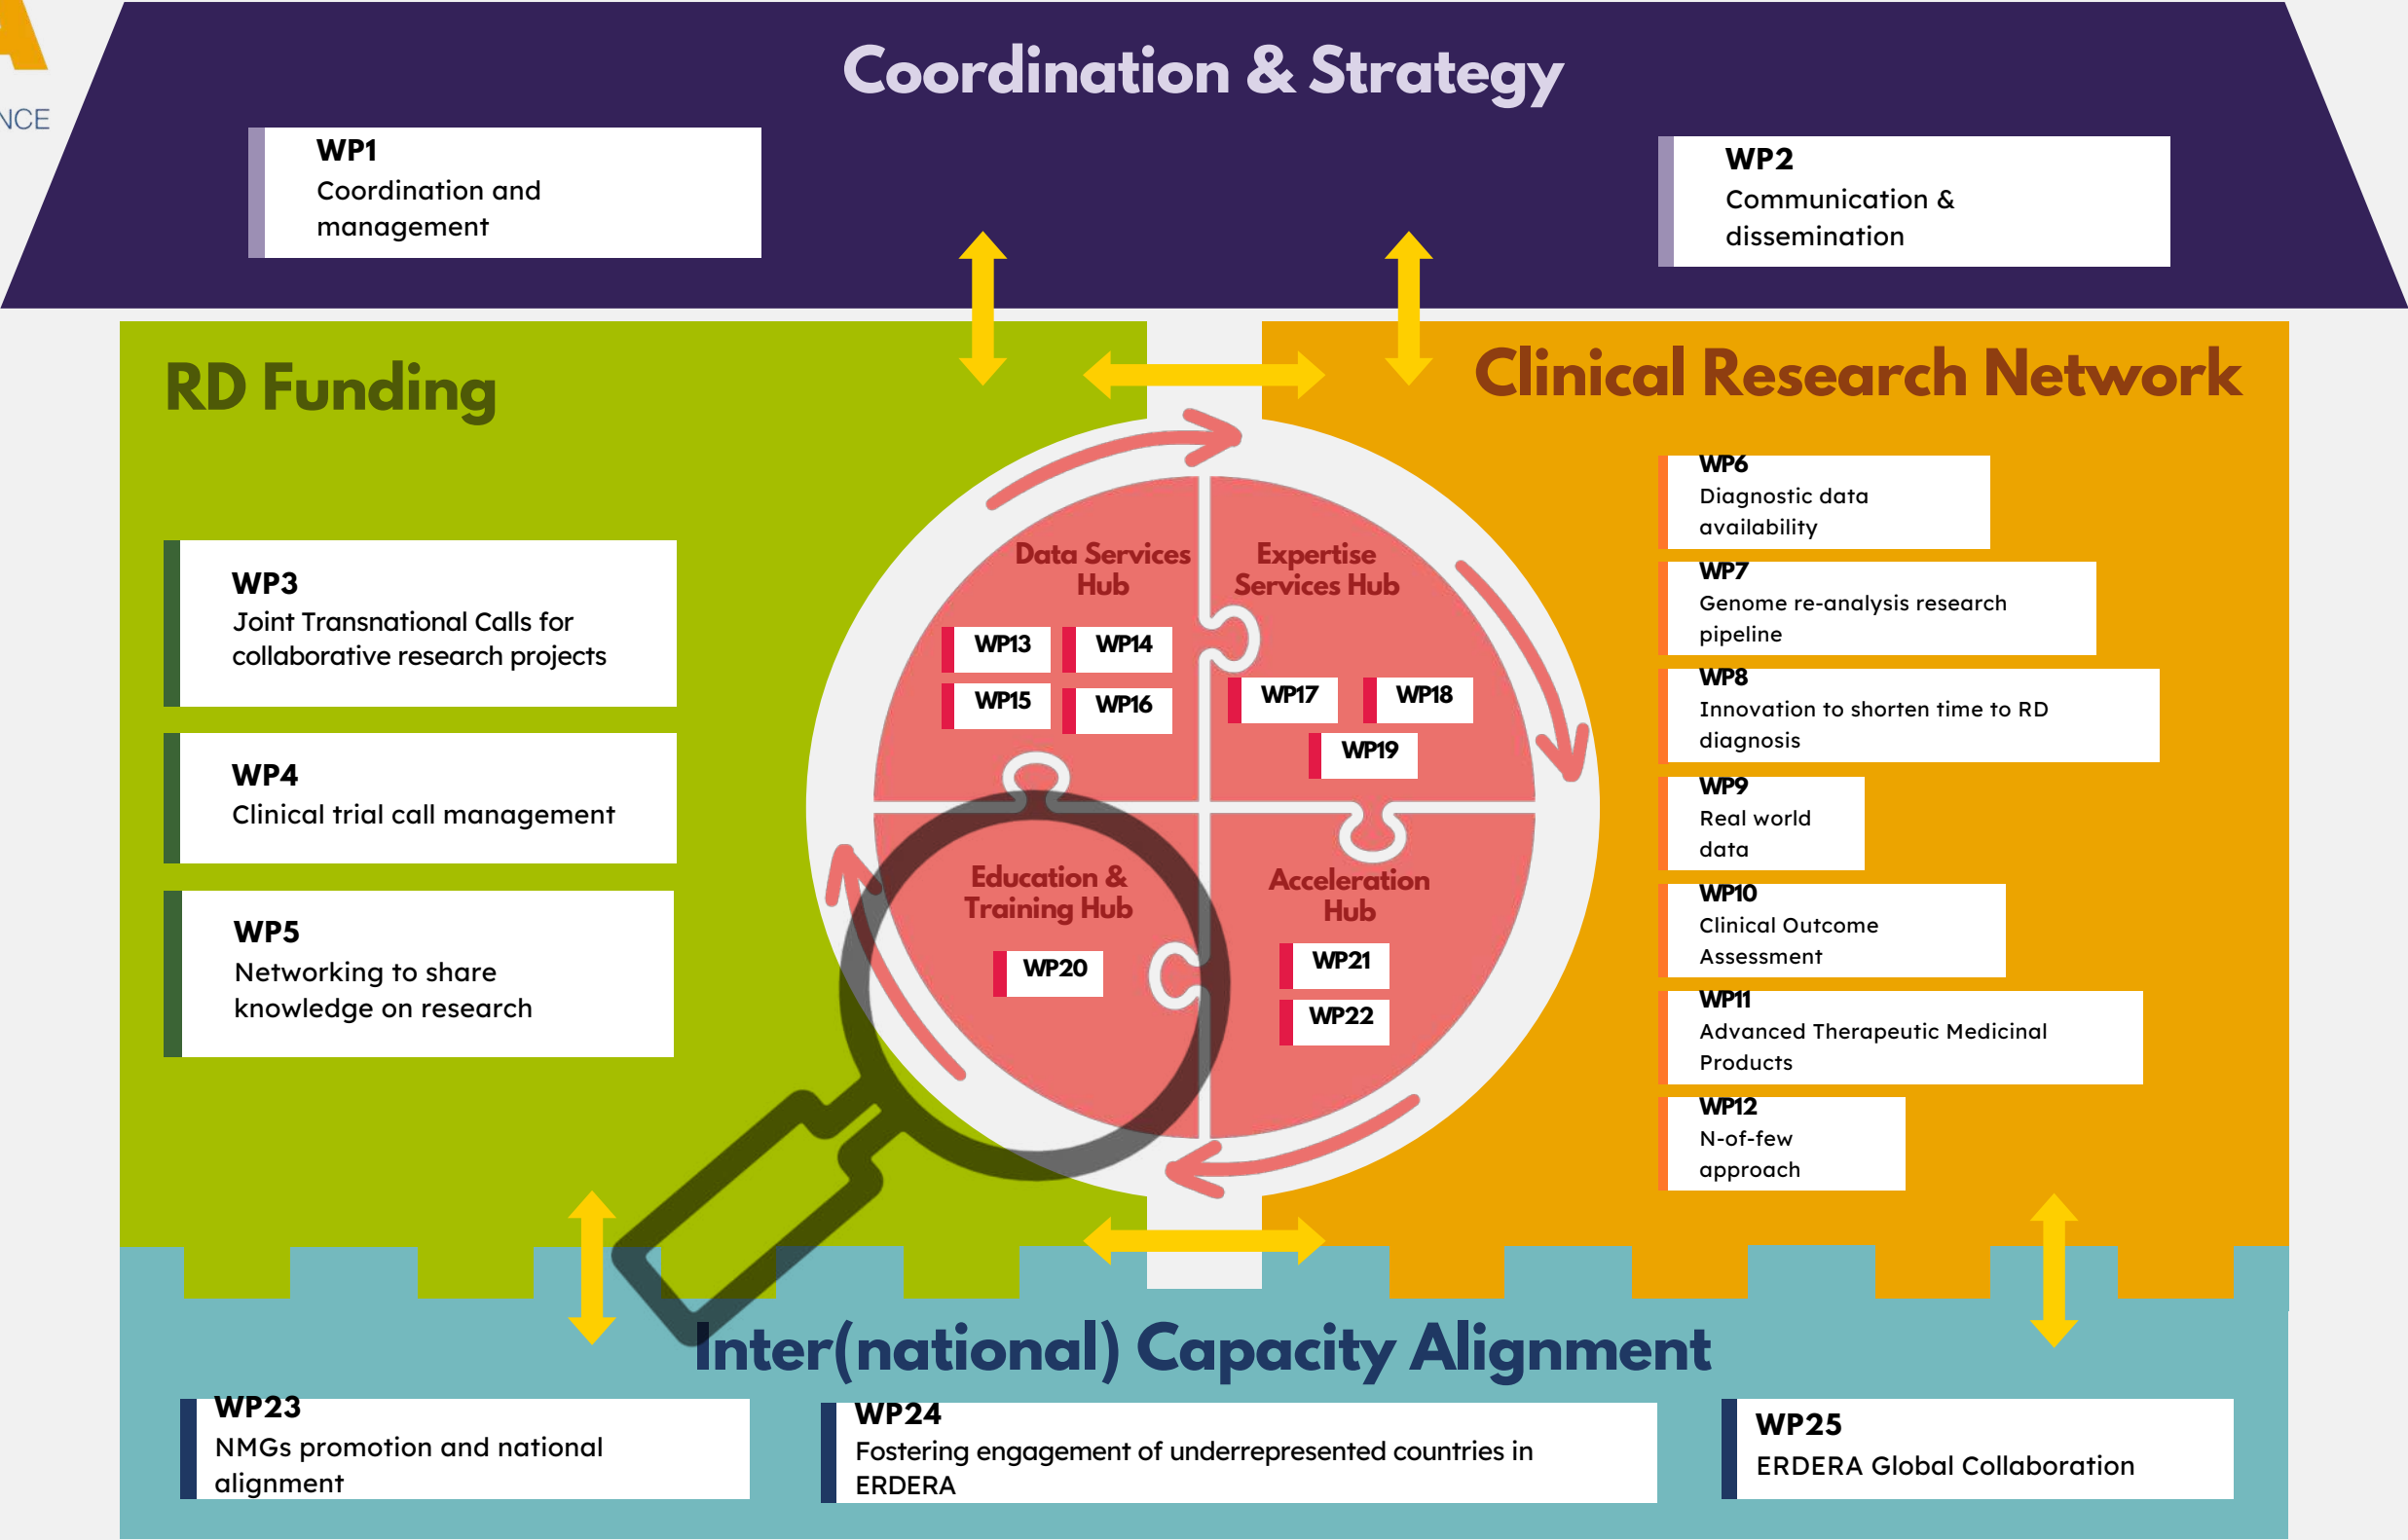 A
NCE
Coordination & Strategy
WP1
Coordination and
management
WP2
Communication &
dissemination
RD Funding
WP3
Joint Transnational Calls for
collaborative research projects
WP4
Clinical trial call management
WP5
Networking to share
knowledge on research
Data Services
Hub
WP13
WP14
WP15
WP16
Expertise
Services Hub
WP17
WP18
WP19
Education &
Training Hub
WP20
Acceleration
Hub
WP21
WP22
Clinical Research Network
WP6
Diagnostic data
availability
WP7
Genome re-analysis research
pipeline
WP8
Innovation to shorten time to RD
diagnosis
WP9
Real world
data
WP10
Clinical Outcome
Assessment
WP11
Advanced Therapeutic Medicinal
Products
WP12
N-of-few
approach
Inter(national) Capacity Alignment
WP23
NMGs promotion and national
alignment
WP24
Fostering engagement of underrepresented countries in
ERDERA
WP25
ERDERA Global Collaboration